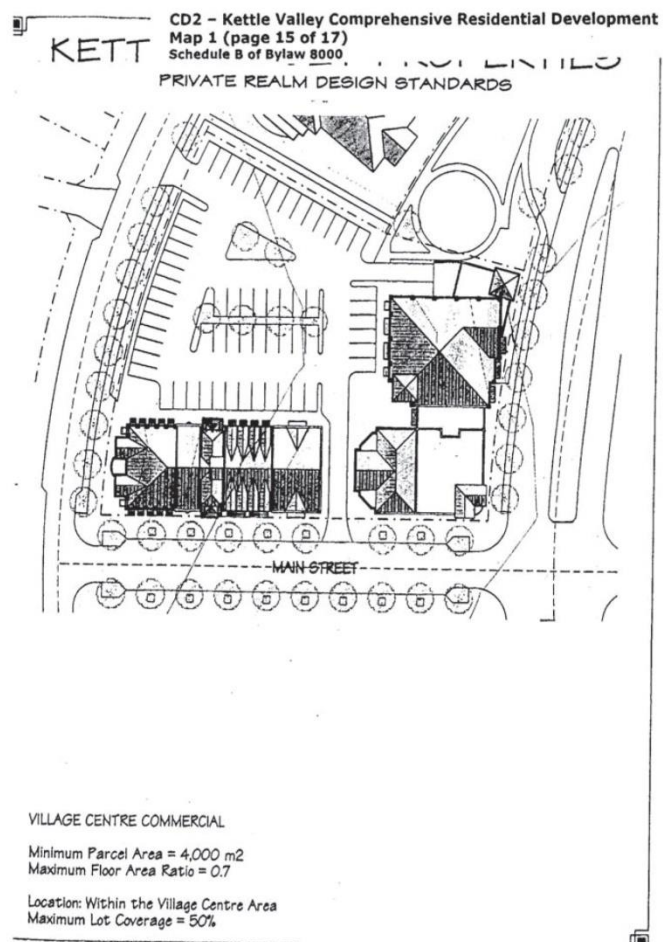 CD2 – Kettle Valley Comprehensive Residential Development
Map 1 (page 15 of 17)
Schedule B of Bylaw 8000
KETT
PRIVATE REALM DESIGN STANDARDS
MAIN STREET
VILLAGE CENTRE COMMERCIAL
Minimum Parcel Area = 4,000 m2
Maximum Floor Area Ratio = 0.7
Location: Within the Village Centre Area
Maximum Lot Coverage = 50%